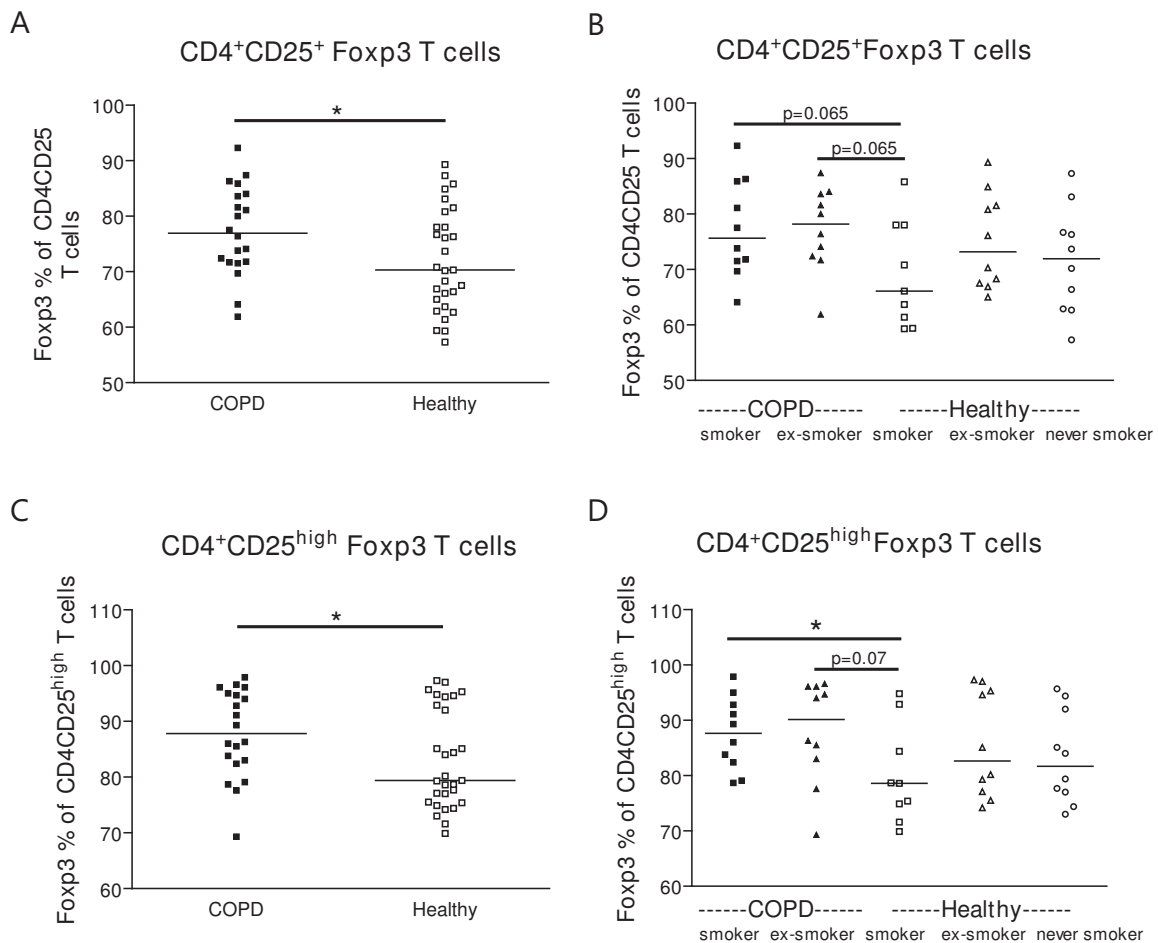 A
CD4⁺CD25⁺ Foxp3 T cells
Foxp3 % of CD4CD25
T cells
100
90
80
70
60
50
*
COPD
Healthy
B
CD4⁺CD25⁺Foxp3 T cells
Foxp3 % of CD4CD25 T cells
100
90
80
70
60
50
p=0.065
p=0.065
------COPD------ ------Healthy------
smoker ex-smoker smoker ex-smoker never smoker
C
CD4⁺CD25ʰⁱᵍʰ Foxp3 T cells
Foxp3 % of CD4CD25ʰⁱᵍʰ T cells
110
100
90
80
70
60
*
COPD
Healthy
D
CD4⁺CD25ʰⁱᵍʰFoxp3 T cells
Foxp3 % of CD4CD25ʰⁱᵍʰ T cells
110
100
90
80
70
60
*
p=0.07
------COPD------ ------Healthy------
smoker ex-smoker smoker ex-smoker never smoker